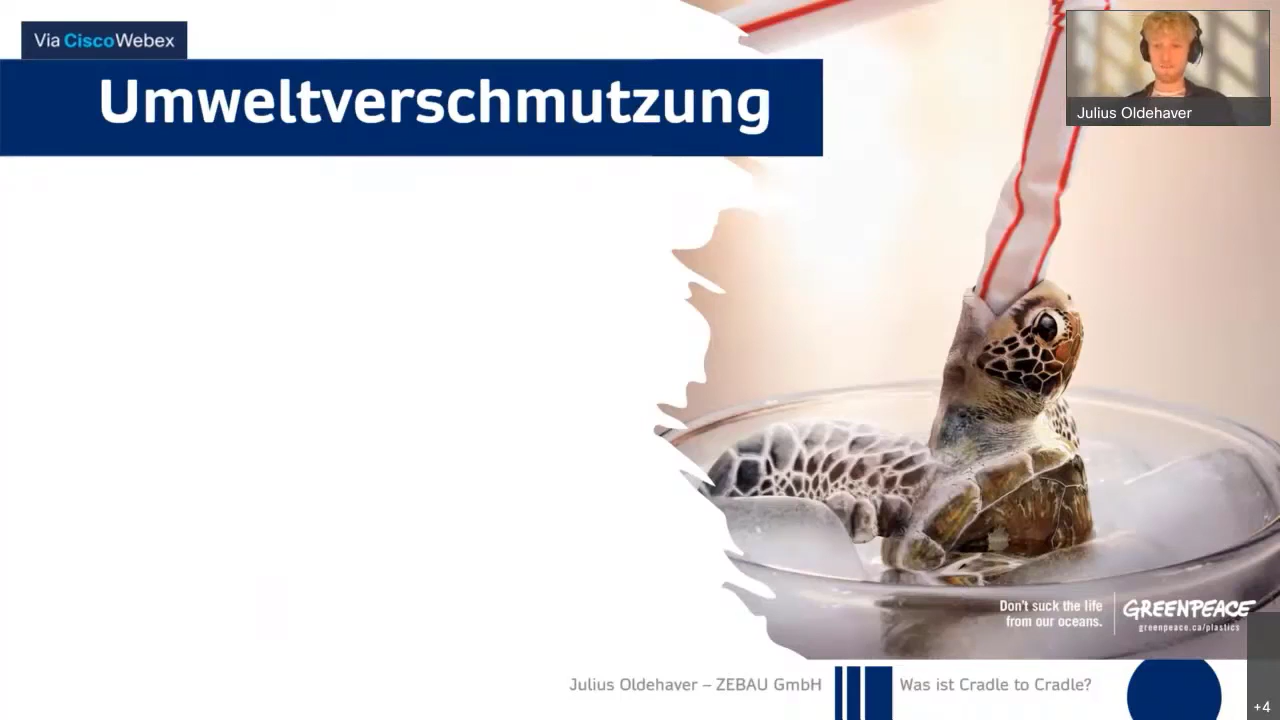 Via CiscoWebex
Umweltverschmutzung
Julius Oldehaver
Don't suck the life
from our oceans.
GREENPEACE
greenpeace.ca/plastics
Julius Oldehaver – ZEBAU GmbH
Was ist Cradle to Cradle?
+4